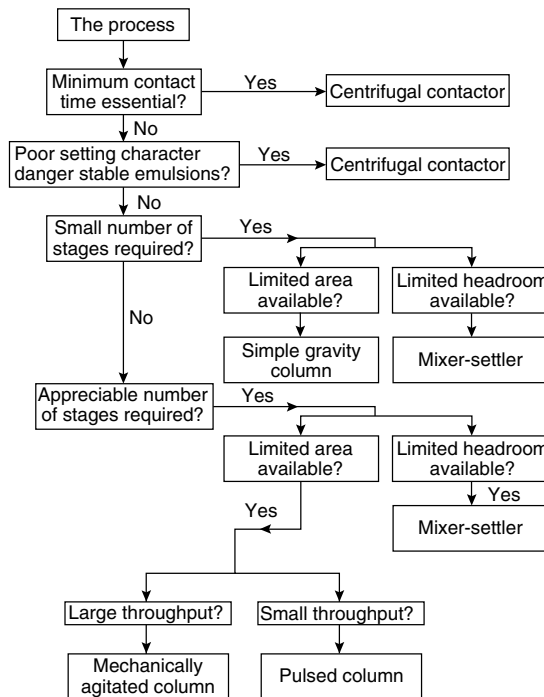 The process
Minimum contact
time essential?
Yes
Centrifugal contactor
No
Poor setting character
danger stable emulsions?
Yes
Centrifugal contactor
No
Small number of
stages required?
Yes
Limited area
available?
Limited headroom
available?
No
Simple gravity
column
Mixer-settler
Appreciable number
of stages required?
Yes
Limited area
available?
Limited headroom
available?
Yes
Yes
Mixer-settler
Large throughput?
Small throughput?
Mechanically
agitated column
Pulsed column